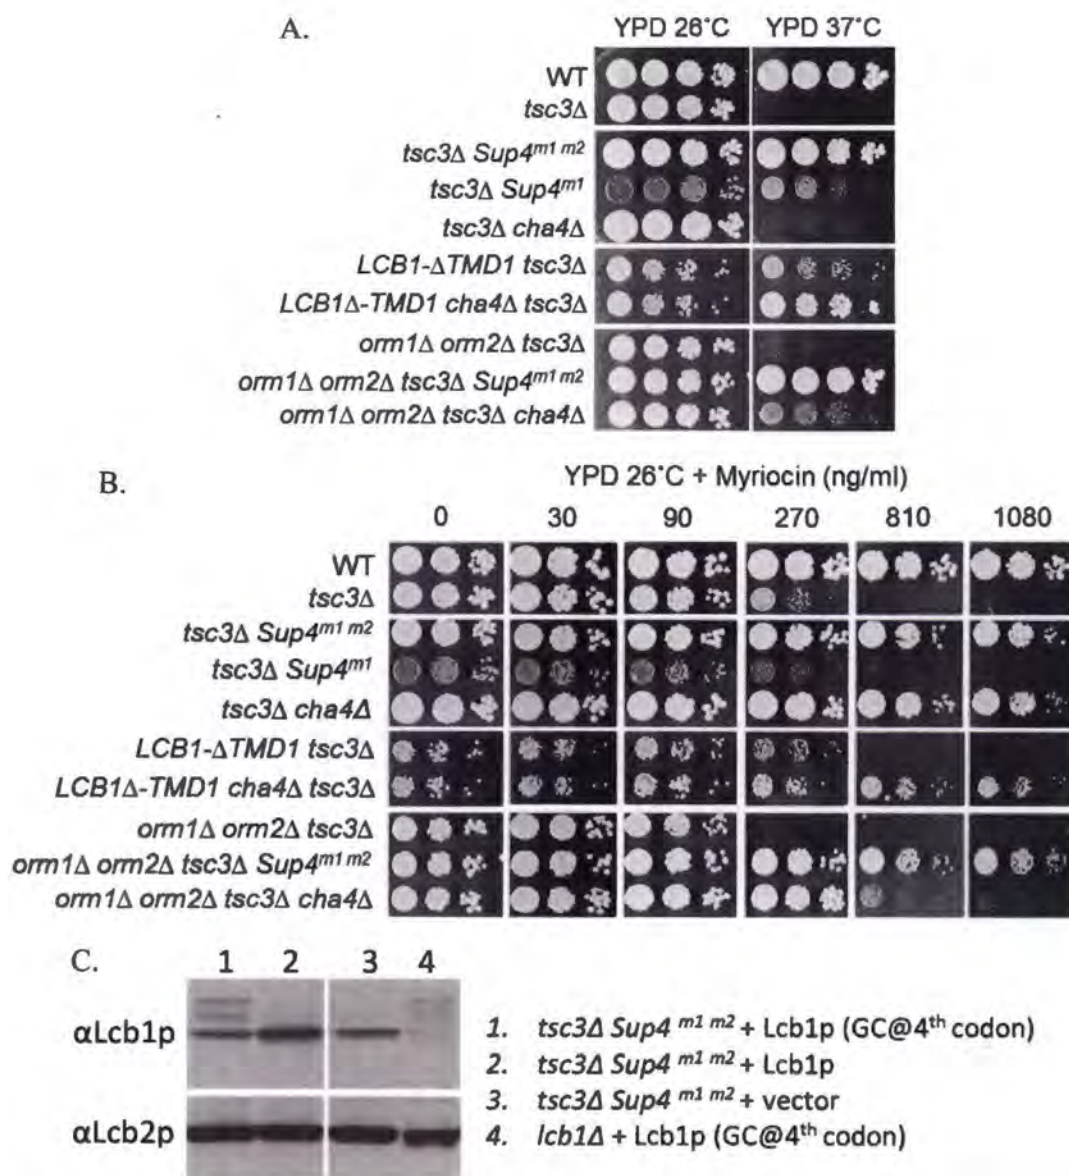 A.
YPD 26°C YPD 37°C
WT
tsc3Δ
tsc3Δ Sup4m1 m2
tsc3Δ Sup4m1
tsc3Δ cha4Δ
LCB1-ΔTMD1 tsc3Δ
LCB1Δ-TMD1 cha4Δ tsc3Δ
orm1Δ orm2Δ tsc3Δ
orm1Δ orm2Δ tsc3Δ Sup4m1 m2
orm1Δ orm2Δ tsc3Δ cha4Δ
B.
YPD 26°C + Myriocin (ng/ml)
0 30 90 270 810 1080
WT
tsc3Δ
tsc3Δ Sup4m1 m2
tsc3Δ Sup4m1
tsc3Δ cha4Δ
LCB1-ΔTMD1 tsc3Δ
LCB1Δ-TMD1 cha4Δ tsc3Δ
orm1Δ orm2Δ tsc3Δ
orm1Δ orm2Δ tsc3Δ Sup4m1 m2
orm1Δ orm2Δ tsc3Δ cha4Δ
C.
1 2 3 4
αLcb1p
αLcb2p
1. tsc3Δ Sup4 m1 m2 + Lcb1p (GC@4th codon)
2. tsc3Δ Sup4 m1 m2 + Lcb1p
3. tsc3Δ Sup4 m1 m2 + vector
4. lcb1Δ + Lcb1p (GC@4th codon)